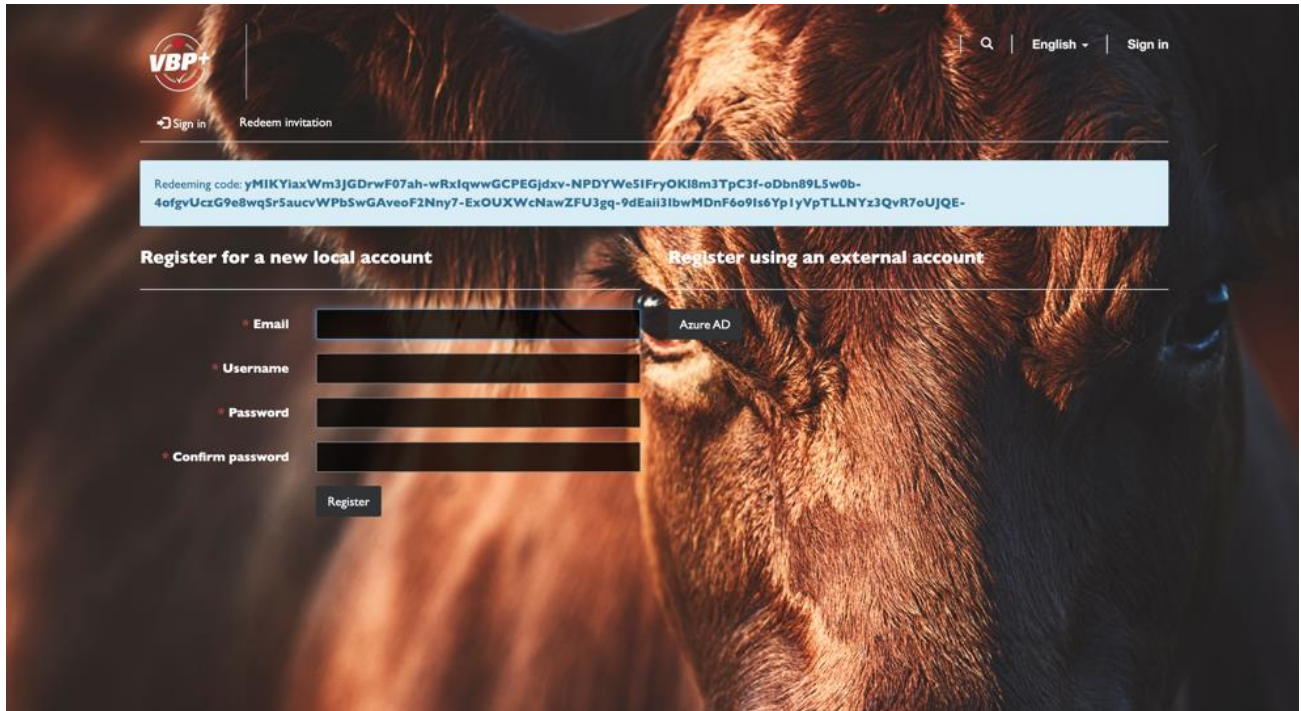 VBP+
English
Sign in
Sign in
Redeem invitation
Redeeming code: yMIKYiaxWm3JGDrwF07ah-wRxIqwwGCPEGjdxv-NPDYWe5IFryOKl8m3TpC3f-oDbn89L5w0b-
4ofgvUczG9e8wqSr5aucvWPbSwGAveoF2Nny7-ExOUXWcNawZFU3gq-9dEaii3IbwMDnF6o9Is6Yp1yVpTLLNYz3QvR7oUJQE-
Register for a new local account
Register using an external account
* Email
Azure AD
* Username
* Password
* Confirm password
Register